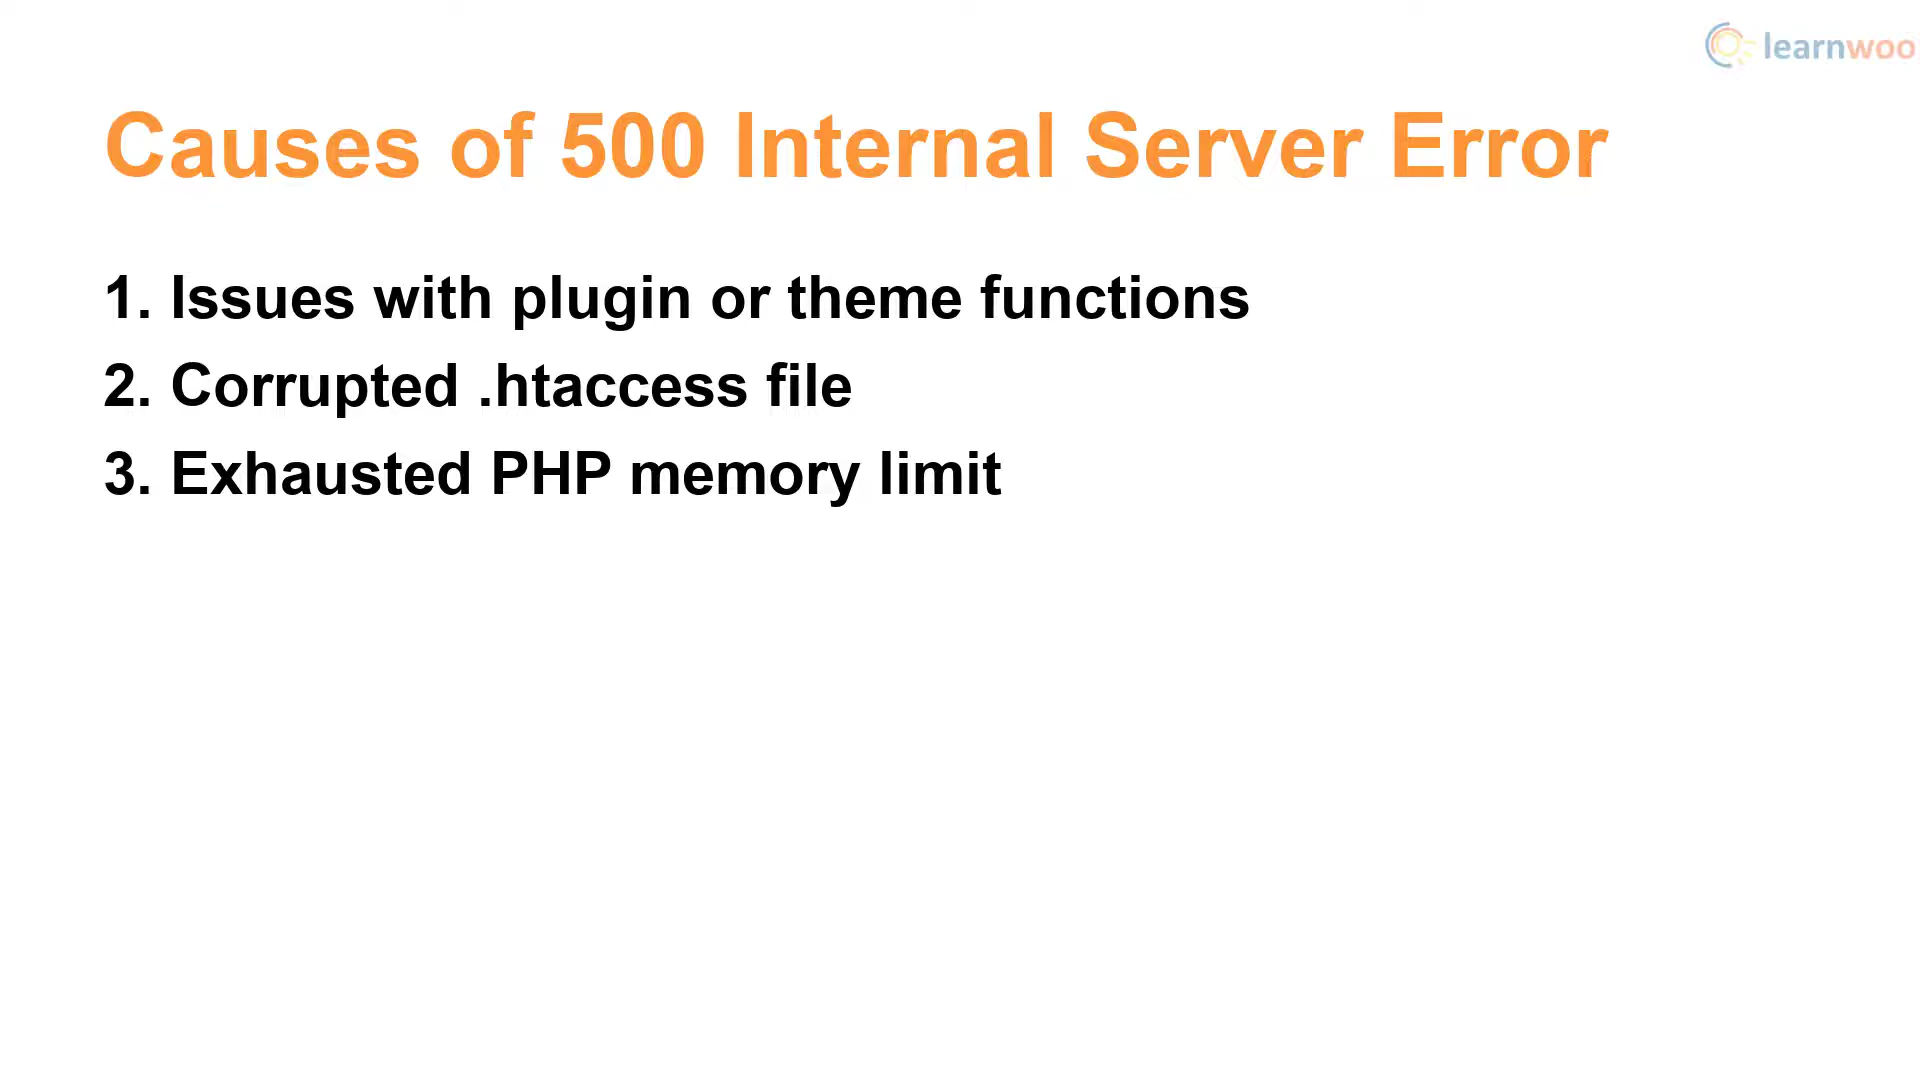 learnwoo
Causes of 500 Internal Server Error
1. Issues with plugin or theme functions
2. Corrupted .htaccess file
3. Exhausted PHP memory limit